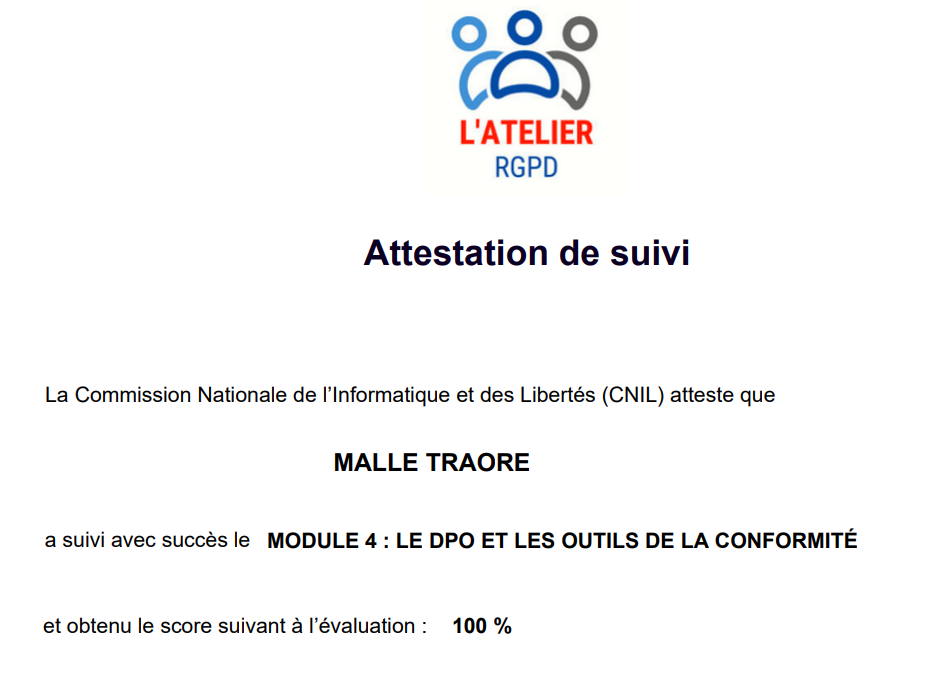 L'ATELIER
RGPD
Attestation de suivi
La Commission Nationale de l’Informatique et des Libertés (CNIL) atteste que
MALLE TRAORE
a suivi avec succès le MODULE 4 : LE DPO ET LES OUTILS DE LA CONFORMITÉ
et obtenu le score suivant à l’évaluation : 100 %